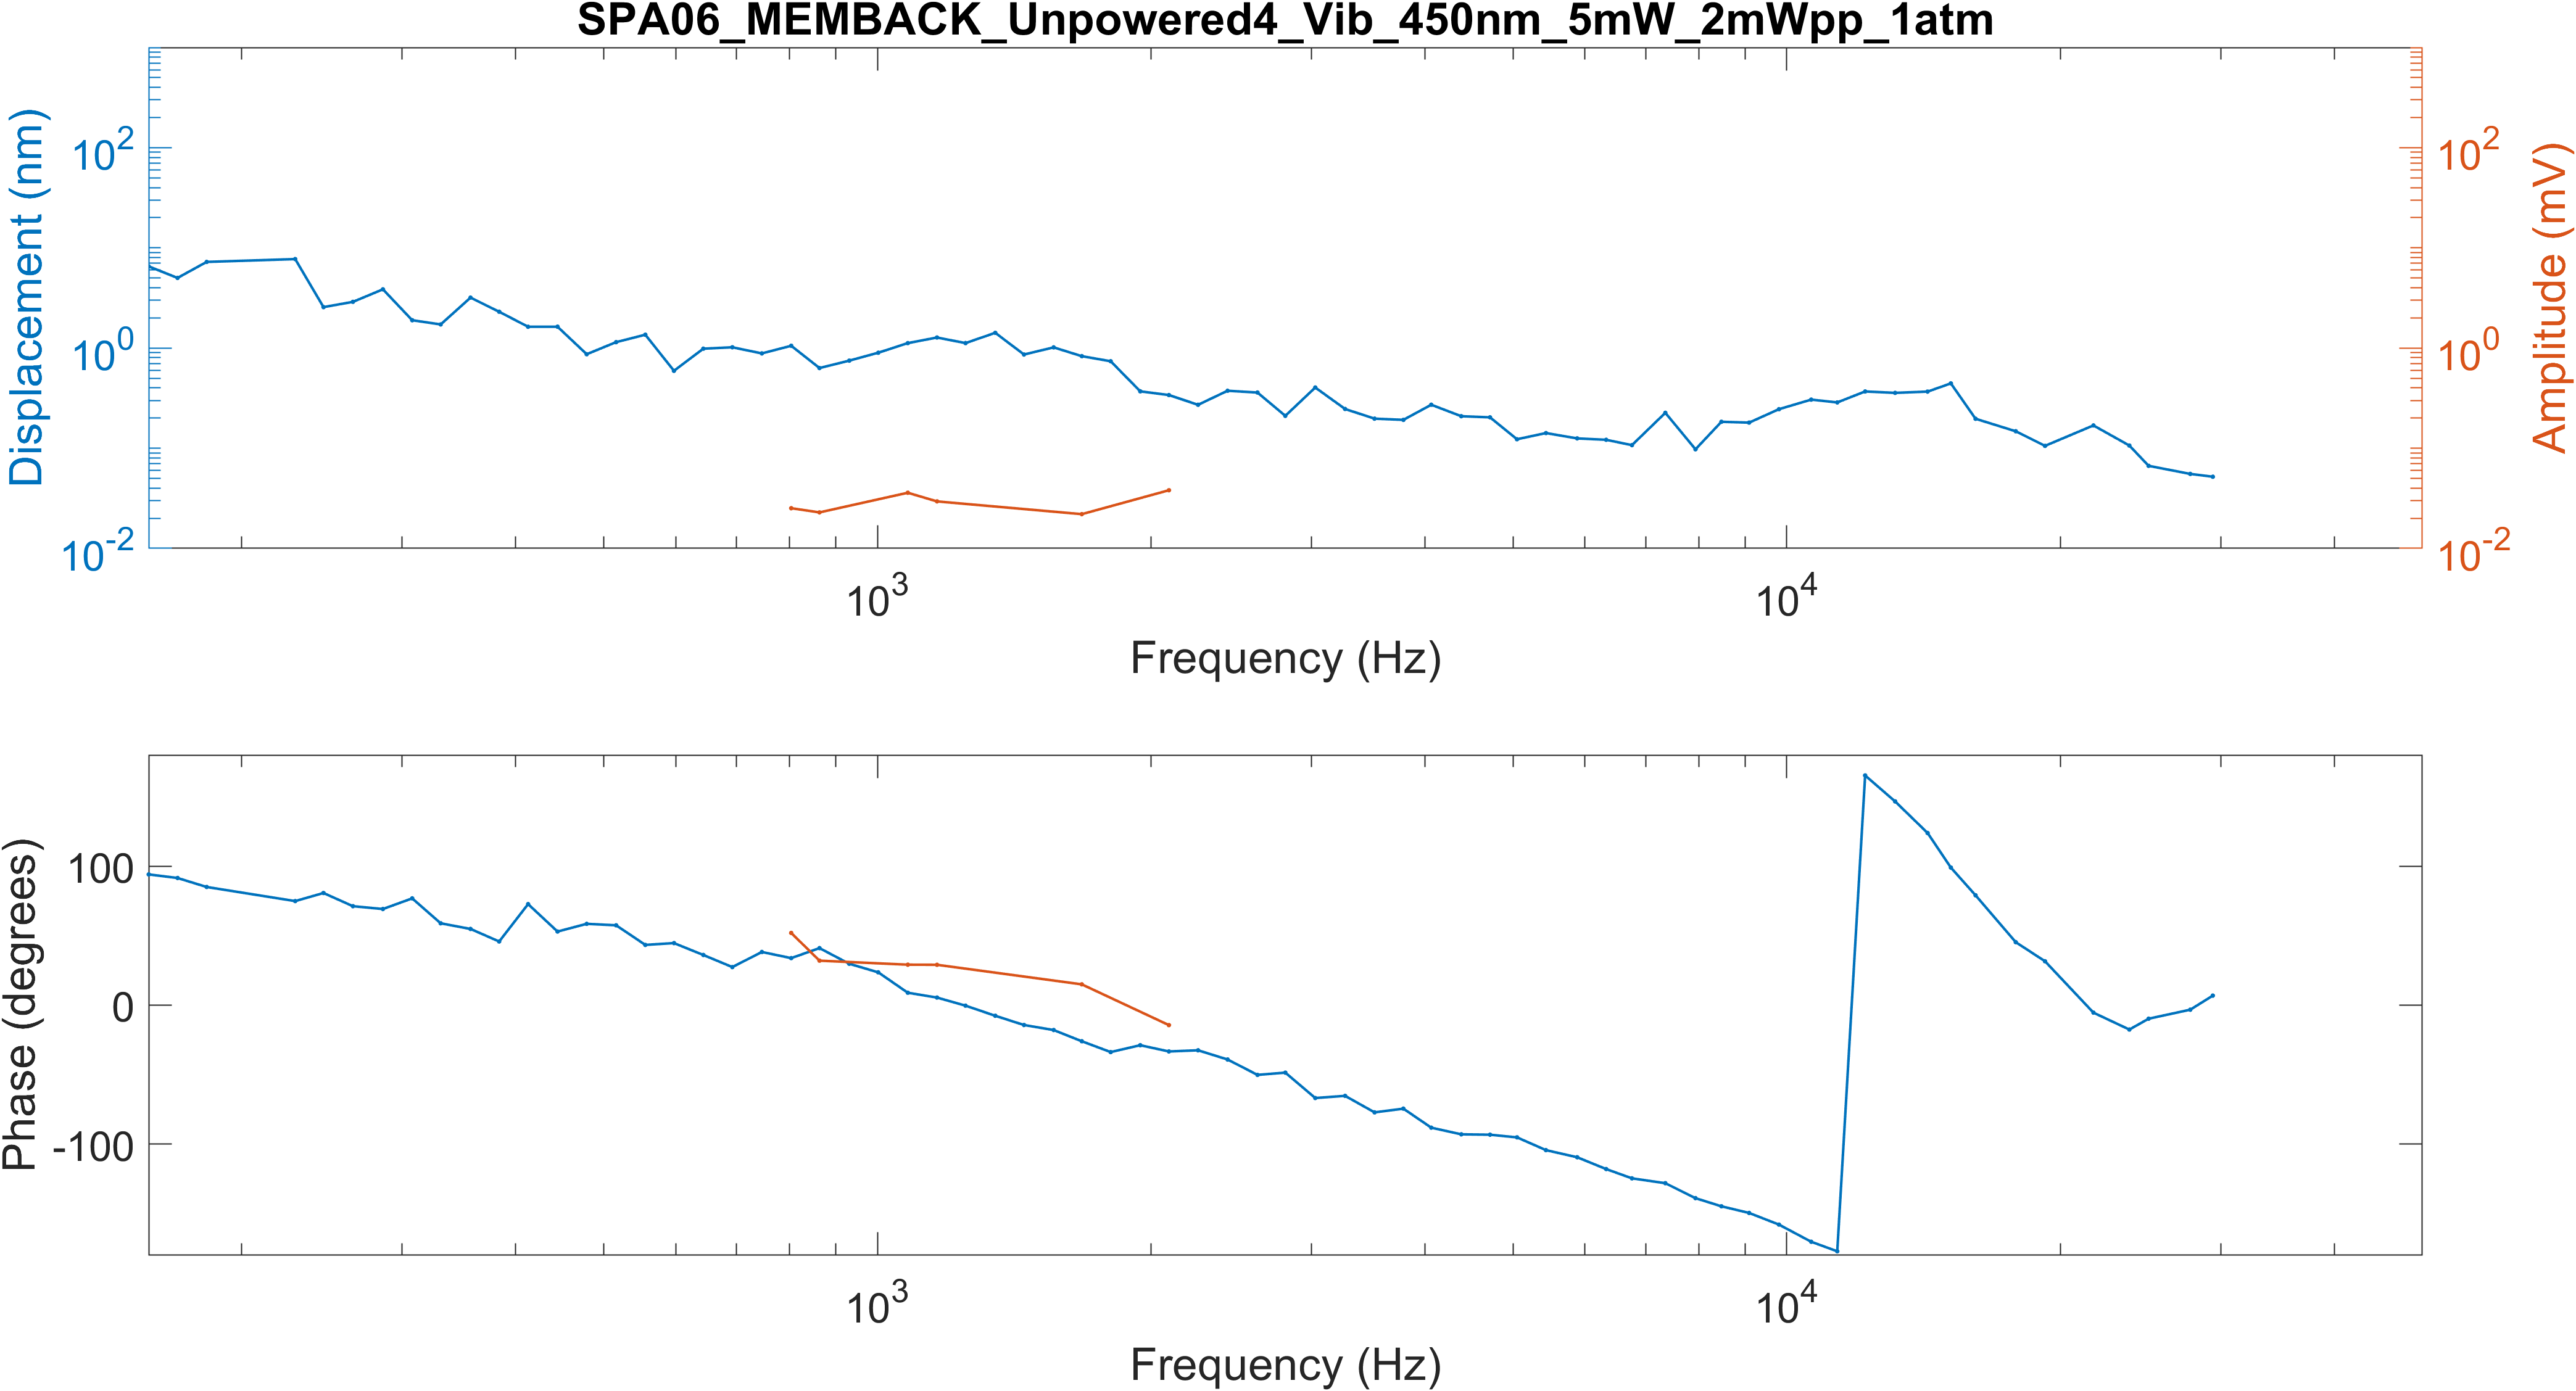 SPA06_MEMBACK_Unpowered4_Vib_450nm_5mW_2mWpp_1atm
Displacement (nm)
10^2
10^0
10^-2
10^2
10^0
10^-2
Amplitude (mV)
10^3
10^4
Frequency (Hz)
Phase (degrees)
100
0
-100
10^3
10^4
Frequency (Hz)